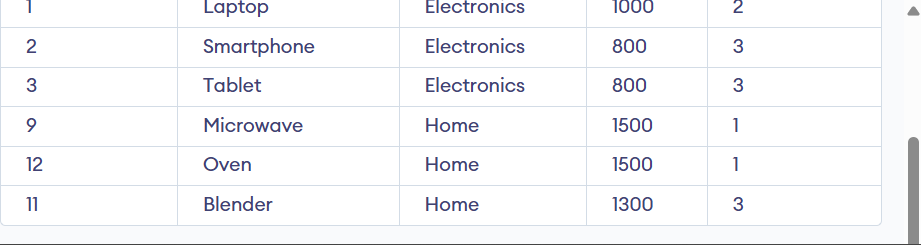 1 Laptop Electronics 1000 2
2 Smartphone Electronics 800 3
3 Tablet Electronics 800 3
9 Microwave Home 1500 1
12 Oven Home 1500 1
11 Blender Home 1300 3